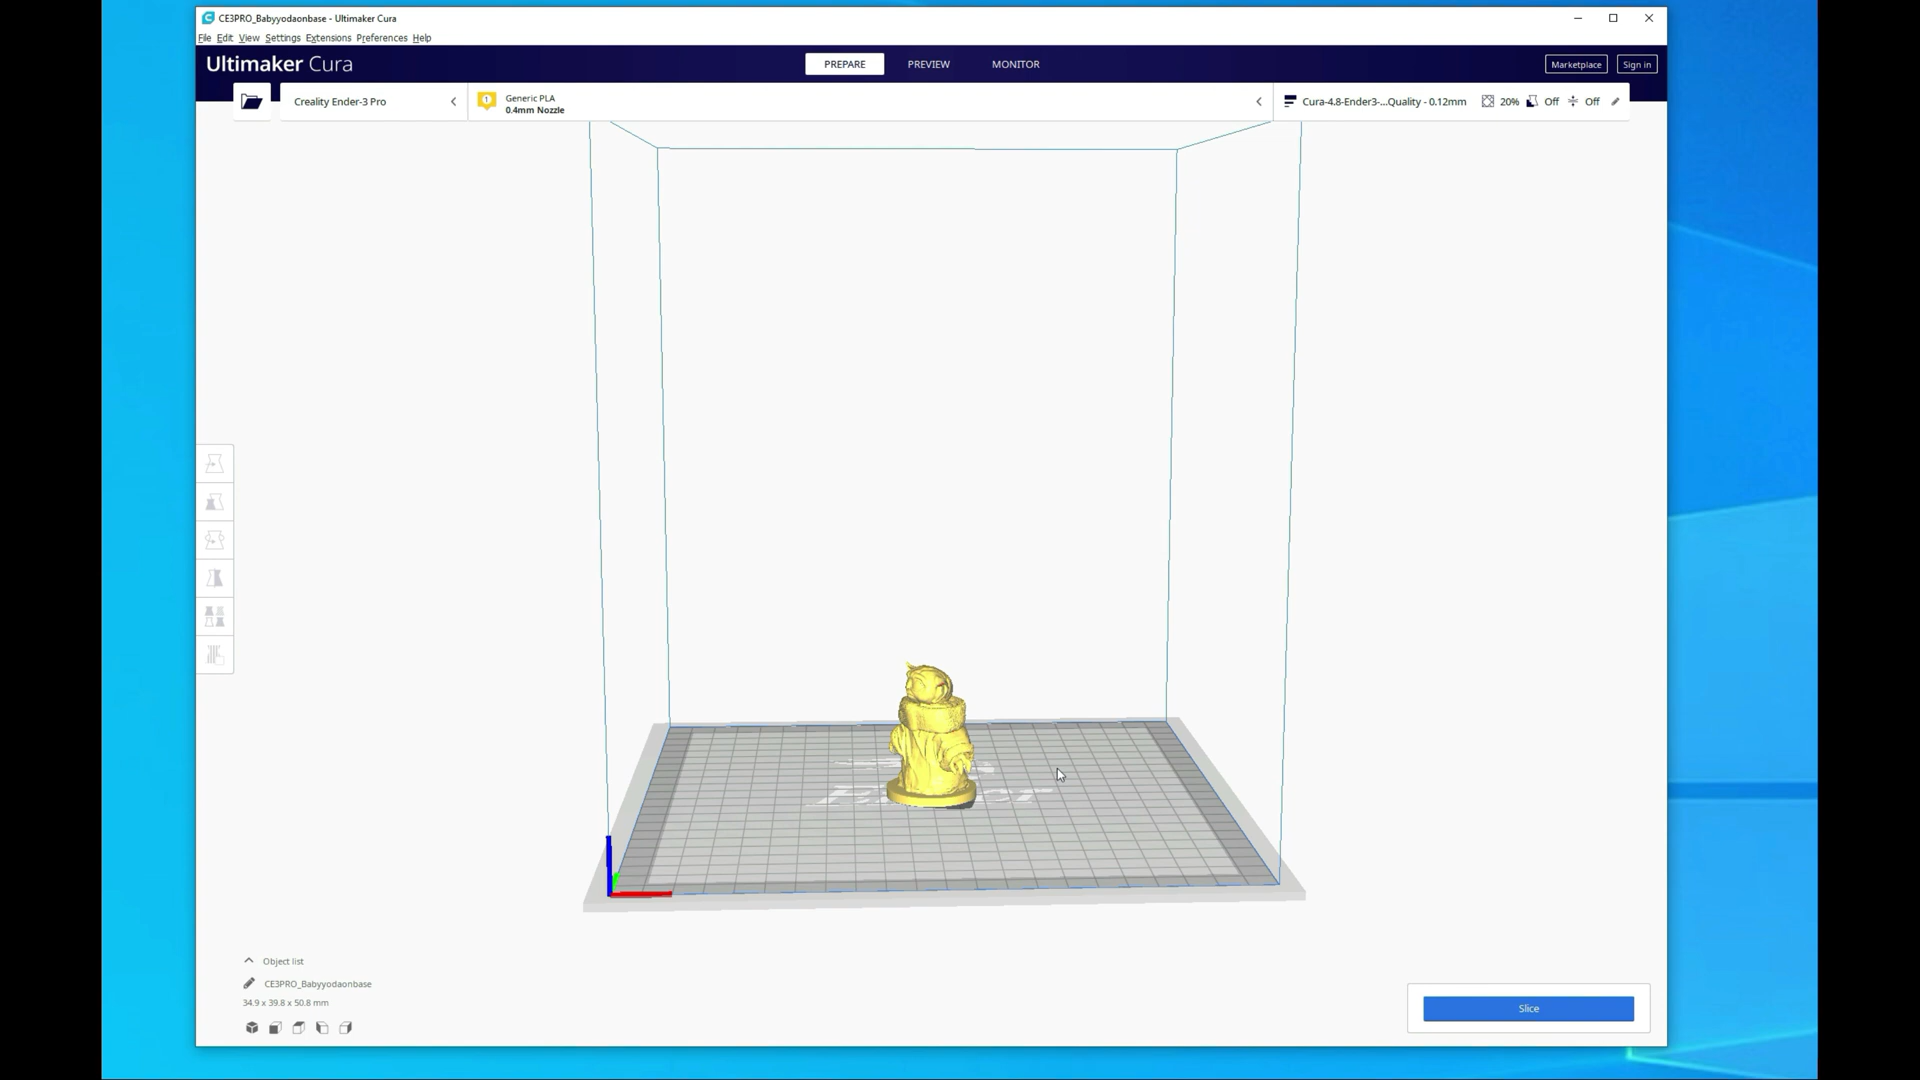 CE3PRO_Babyyodaonbase - Ultimaker Cura
File Edit View Settings Extensions Preferences Help
Ultimaker Cura
PREPARE PREVIEW MONITOR
Marketplace Sign in
Creality Ender-3 Pro
Generic PLA
0.4mm Nozzle
Cura-4.8-Ender3-...Quality - 0.12mm 20% Off Off
1
Object list
CE3PRO_Babyyodaonbase
34.9 x 39.8 x 50.8 mm
Slice